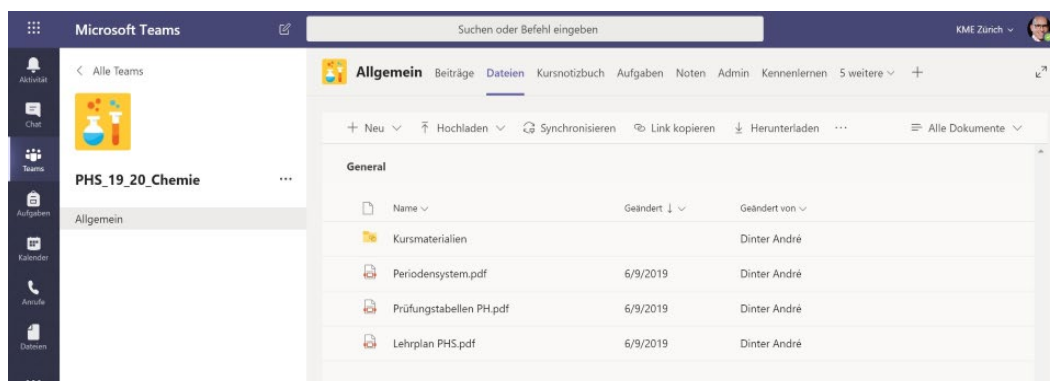 Microsoft Teams
Suchen oder Befehl eingeben
KME Zürich
Aktivität
Chat
Teams
Aufgaben
Kalender
Anrufe
Dateien
Alle Teams
PHS_19_20_Chemie
Allgemein
Allgemein Beiträge Dateien Kursnotizbuch Aufgaben Noten Admin Kennenlernen 5 weitere
Neu Hochladen Synchronisieren Link kopieren Herunterladen ... Alle Dokumente
General
Name Geändert Geändert von
Kursmaterialien Dinter André
Periodensystem.pdf 6/9/2019 Dinter André
Prüfungstabellen PH.pdf 6/9/2019 Dinter André
Lehrplan PHS.pdf 6/9/2019 Dinter André